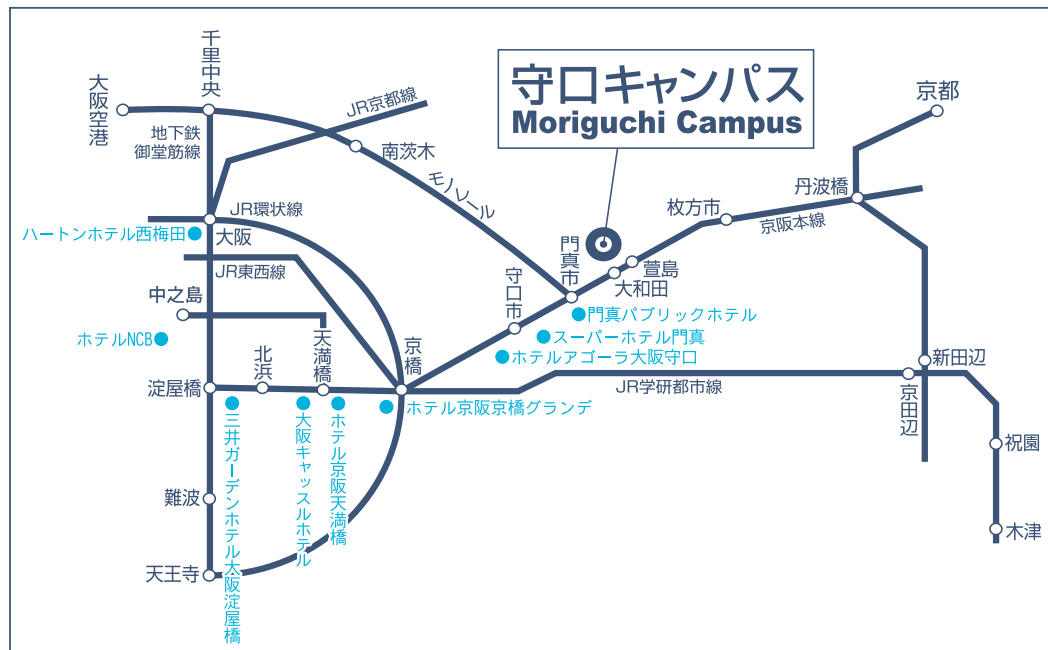 千里中央
大阪空港
地下鉄
御堂筋線
JR京都線
南茨木
モノレール
守口キャンパス
Moriguchi Campus
京都
丹波橋
枚方市
京阪本線
JR環状線
ハートンホテル西梅田
大阪
JR東西線
門真市
萱島
大和田
守口市
中之島
門真パブリックホテル
スーパーホテル門真
ホテルアゴーラ大阪守口
ホテルNCB
北浜
天満橋
京橋
淀屋橋
新田辺
JR学研都市線
京田辺
ホテル京阪京橋グランデ
三井ガーデンホテル大阪淀屋橋
大阪キャッスルホテル
ホテル京阪天満橋
祝園
難波
木津
天王寺